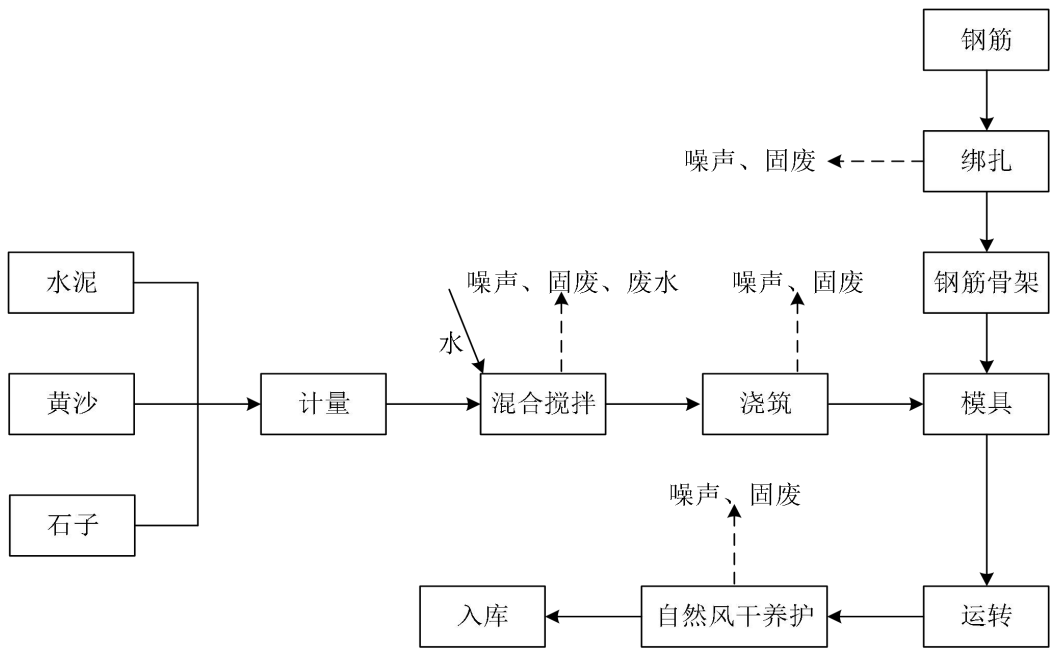 钢筋
噪声、固废
绑扎
水泥
噪声、固废、废水
噪声、固废
钢筋骨架
水
黄沙
计量
混合搅拌
浇筑
模具
噪声、固废
石子
入库
自然风干养护
运转